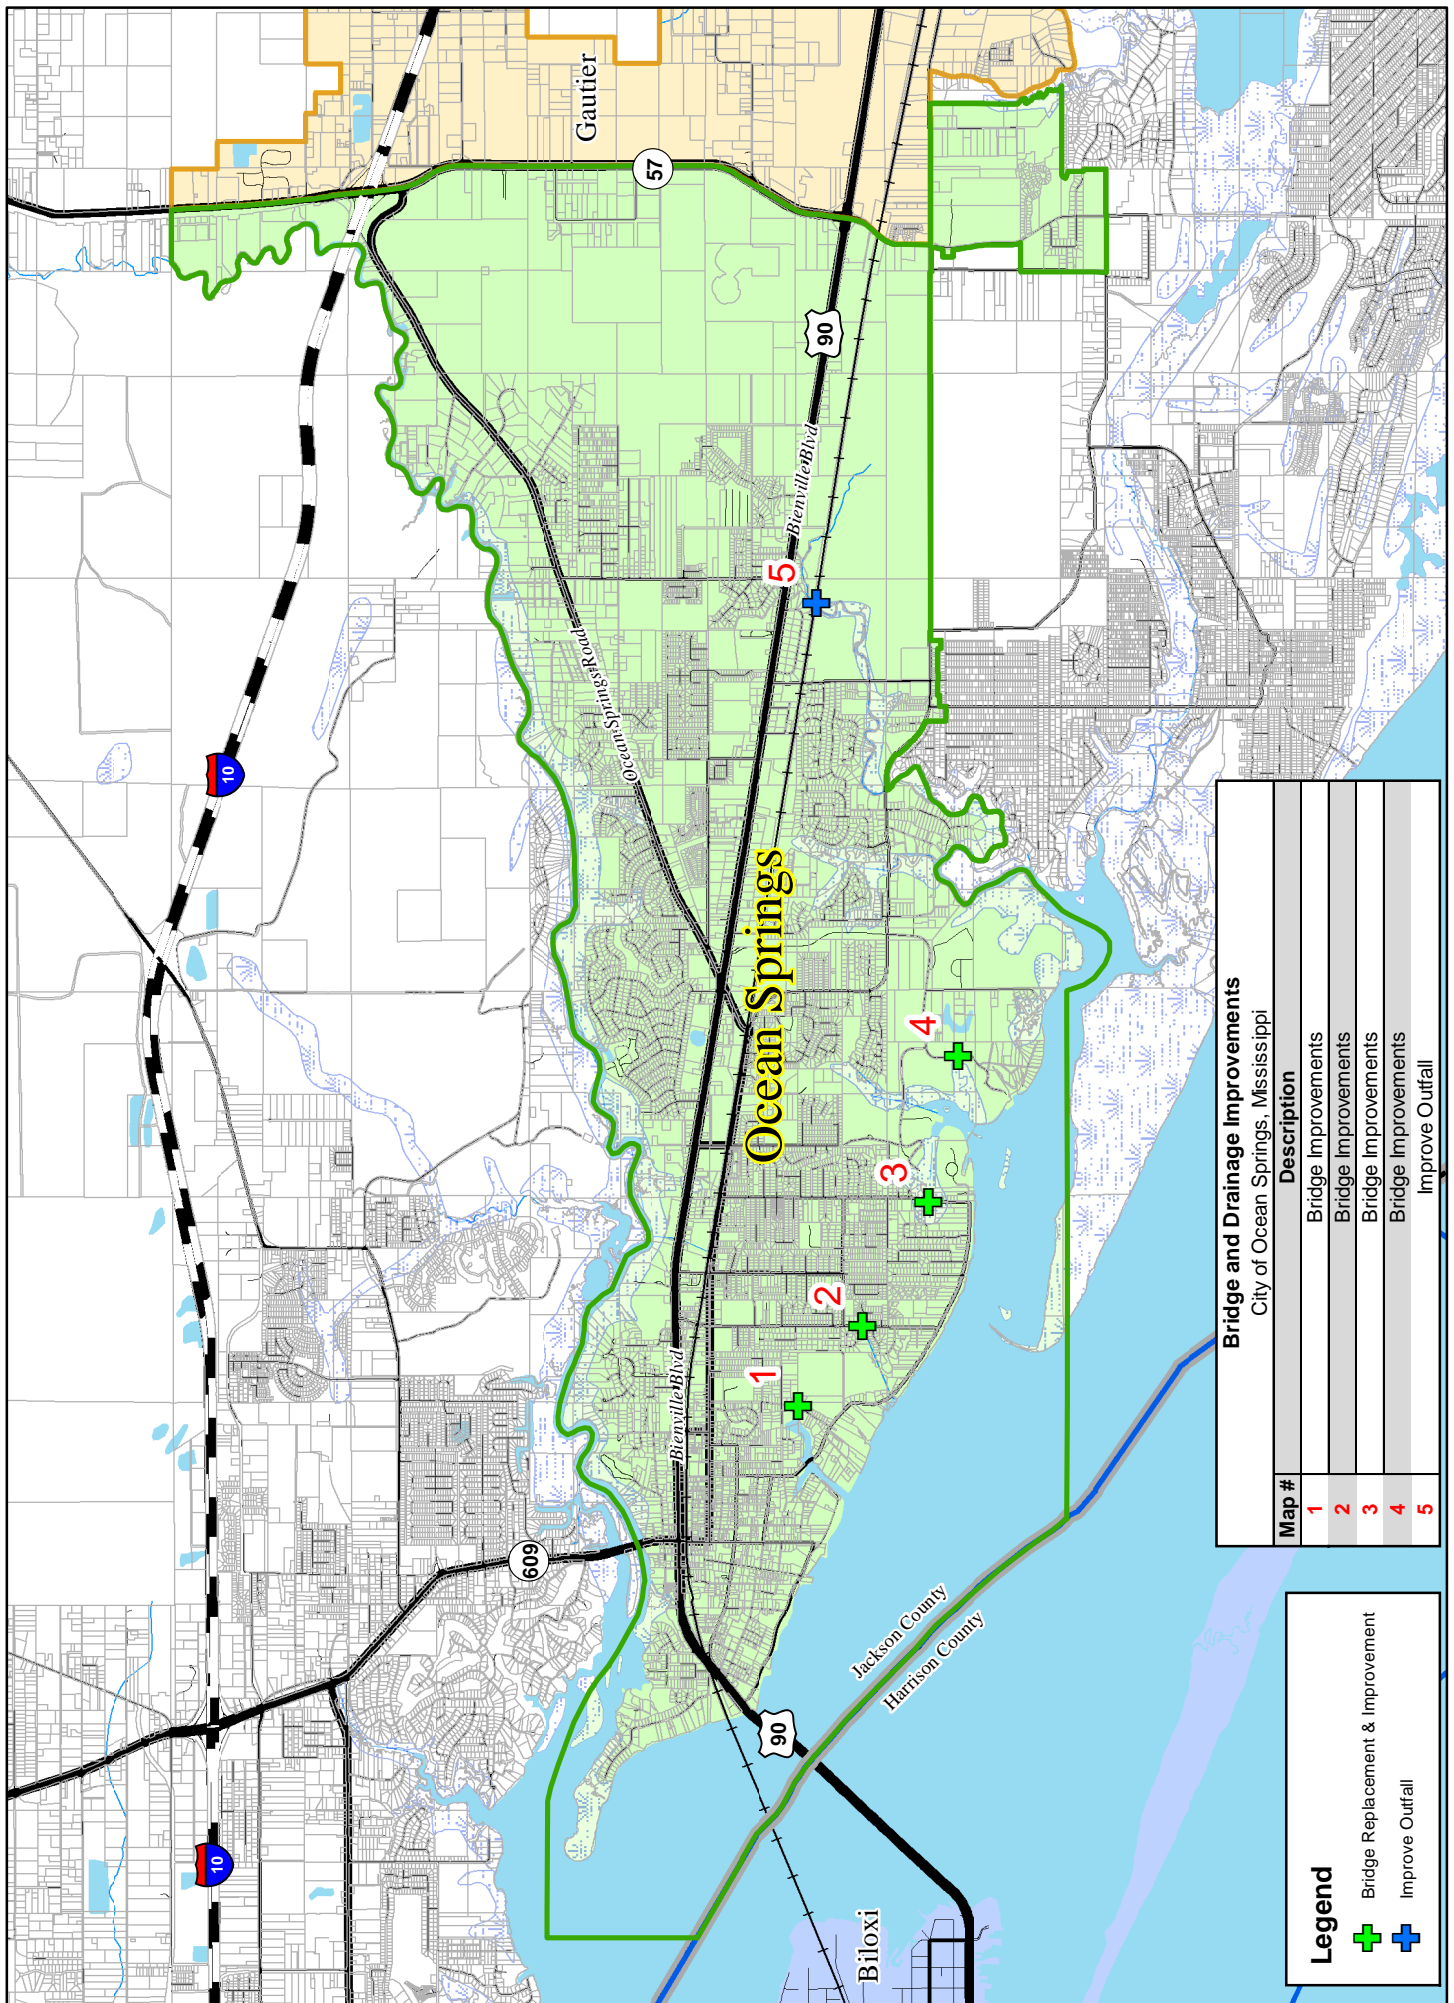 Gautier
57
10
90
Bienville Blvd
5
Ocean Springs Road
Ocean Springs
4
3
2
1
Bienville Blvd
609
10
90
Jackson County
Harrison County
Biloxi
Legend
Bridge Replacement & Improvement
Improve Outfall
Bridge and Drainage Improvements
City of Ocean Springs, Mississippi
Map # Description
1 Bridge Improvements
2 Bridge Improvements
3 Bridge Improvements
4 Bridge Improvements
5 Improve Outfall